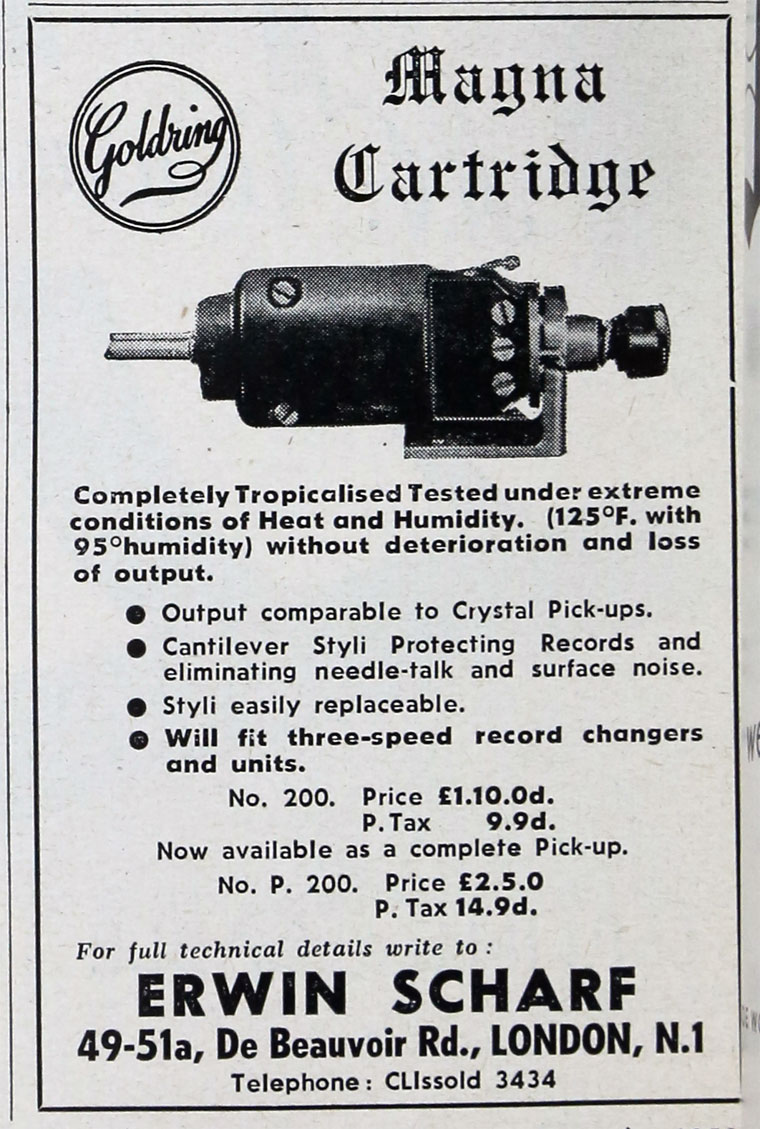 Goldring
Magna
Cartridge
Completely Tropicalised Tested under extreme
conditions of Heat and Humidity. (125°F. with
95°humidity) without deterioration and loss
of output.
● Output comparable to Crystal Pick-ups.
● Cantilever Styli Protecting Records and
eliminating needle-talk and surface noise.
● Styli easily replaceable.
● Will fit three-speed record changers
and units.
No. 200. Price £1.10.0d.
P. Tax 9.9d.
Now available as a complete Pick-up.
No. P. 200. Price £2.5.0
P. Tax 14.9d.
For full technical details write to :
ERWIN SCHARF
49-51a, De Beauvoir Rd., LONDON, N.1
Telephone : CLIssold 3434